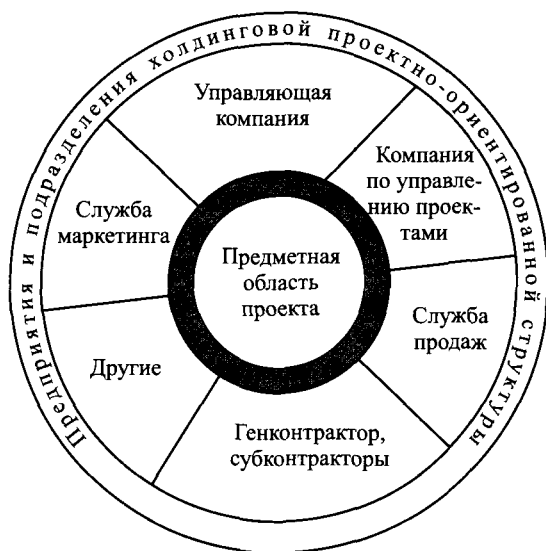 Предприятия и подразделения холдинговой проектно-ориентированной структуры
Управляющая
компания
Компания
по управле-
нию проек-
тами
Служба
маркетинга
Предметная
область
проекта
Служба
продаж
Другие
Генконтрактор,
субконтракторы